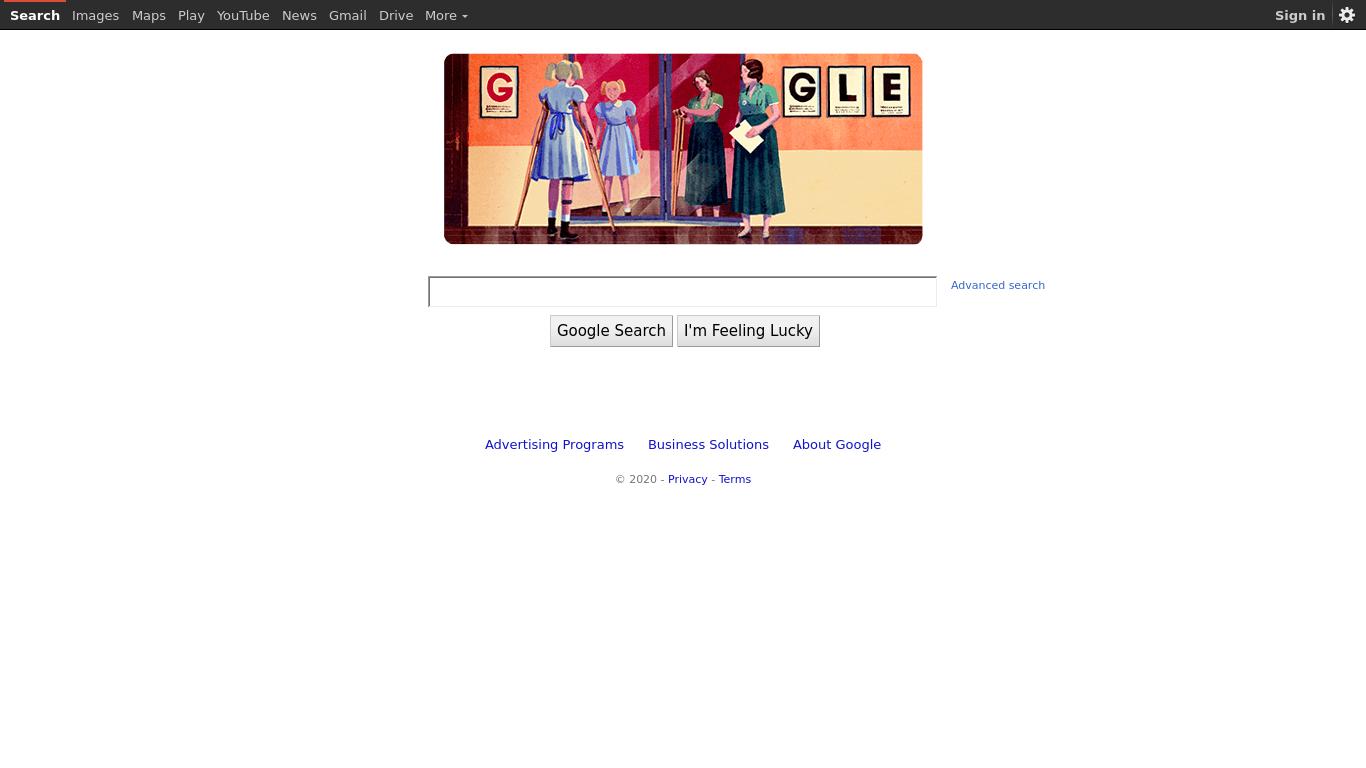 Search Images Maps Play YouTube News Gmail Drive More Sign in
G G L E
Advanced search
Google Search I'm Feeling Lucky
Advertising Programs Business Solutions About Google
© 2020 - Privacy - Terms